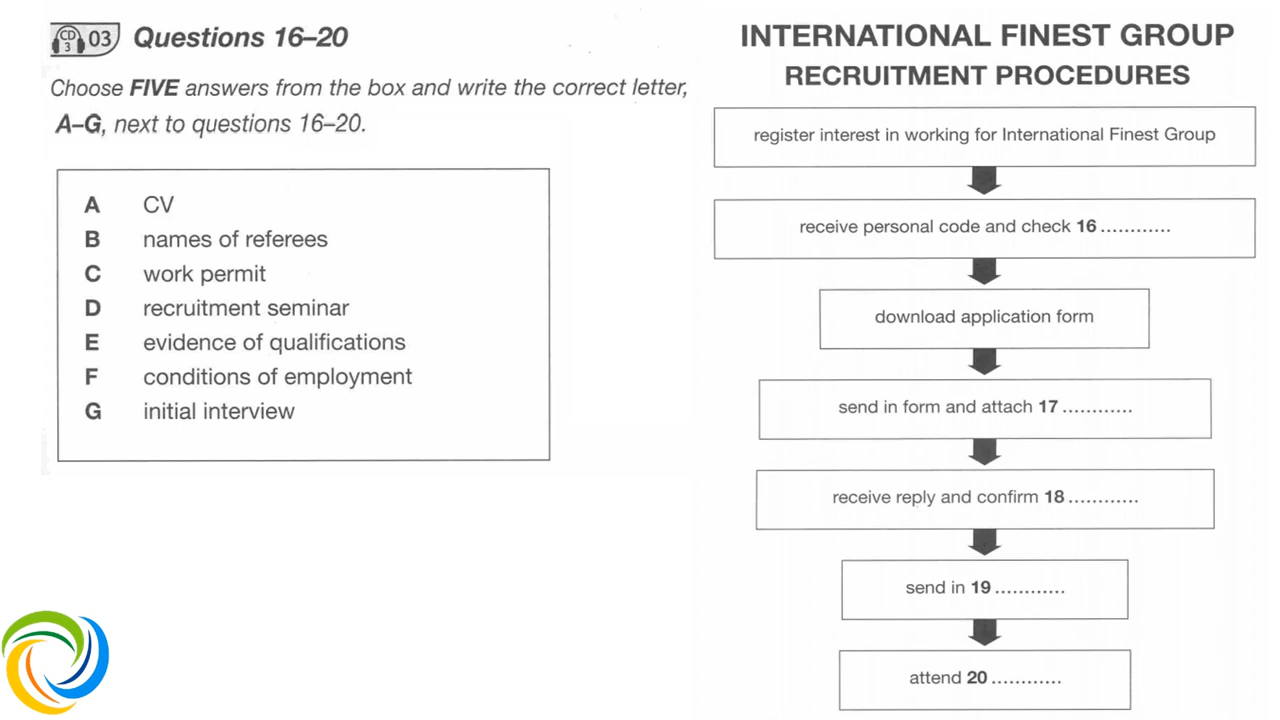 CD
3
03
Questions 16–20
Choose FIVE answers from the box and write the correct letter,
A–G, next to questions 16–20.
A CV
B names of referees
C work permit
D recruitment seminar
E evidence of qualifications
F conditions of employment
G initial interview
INTERNATIONAL FINEST GROUP
RECRUITMENT PROCEDURES
register interest in working for International Finest Group
receive personal code and check 16 ............
download application form
send in form and attach 17 ............
receive reply and confirm 18 ............
send in 19 ............
attend 20 ............